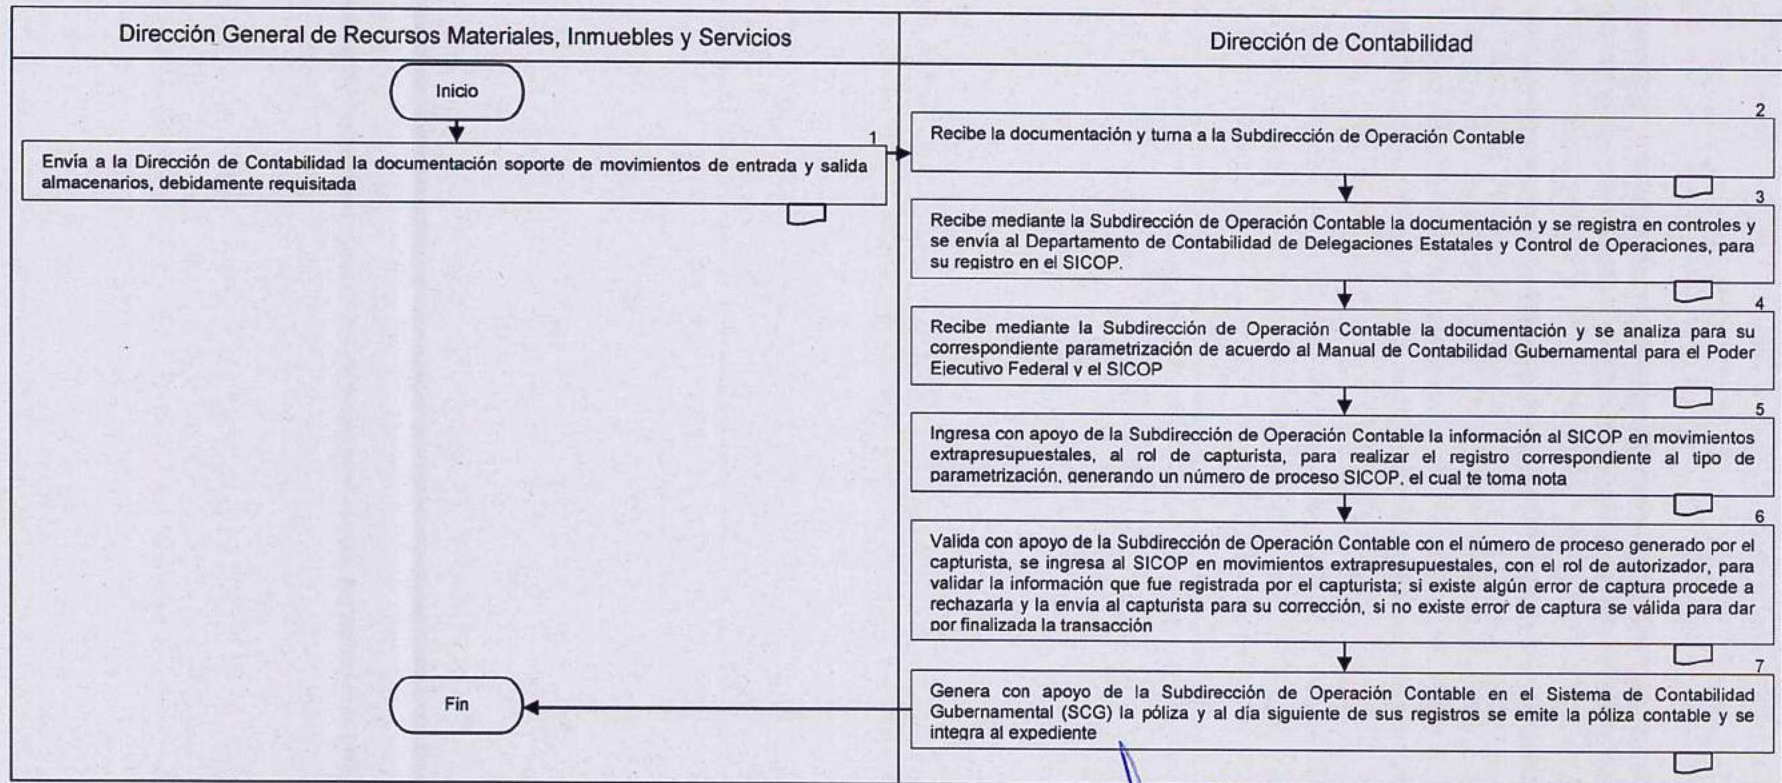 Dirección General de Recursos Materiales, Inmuebles y Servicios
Dirección de Contabilidad
Inicio
1
Envía a la Dirección de Contabilidad la documentación soporte de movimientos de entrada y salida
almacenarios, debidamente requisitada
2
Recibe la documentación y turna a la Subdirección de Operación Contable
3
Recibe mediante la Subdirección de Operación Contable la documentación y se registra en controles y
se envía al Departamento de Contabilidad de Delegaciones Estatales y Control de Operaciones, para
su registro en el SICOP.
4
Recibe mediante la Subdirección de Operación Contable la documentación y se analiza para su
correspondiente parametrización de acuerdo al Manual de Contabilidad Gubernamental para el Poder
Ejecutivo Federal y el SICOP
5
Ingresa con apoyo de la Subdirección de Operación Contable la información al SICOP en movimientos
extrapresupuestales, al rol de capturista, para realizar el registro correspondiente al tipo de
parametrización, generando un número de proceso SICOP, el cual te toma nota
6
Valida con apoyo de la Subdirección de Operación Contable con el número de proceso generado por el
capturista, se ingresa al SICOP en movimientos extrapresupuestales, con el rol de autorizador, para
validar la información que fue registrada por el capturista; si existe algún error de captura procede a
rechazarla y la envia al capturista para su corrección, si no existe error de captura se válida para dar
por finalizada la transacción
7
Genera con apoyo de la Subdirección de Operación Contable en el Sistema de Contabilidad
Gubernamental (SCG) la póliza y al día siguiente de sus registros se emite la póliza contable y se
integra al expediente
Fin